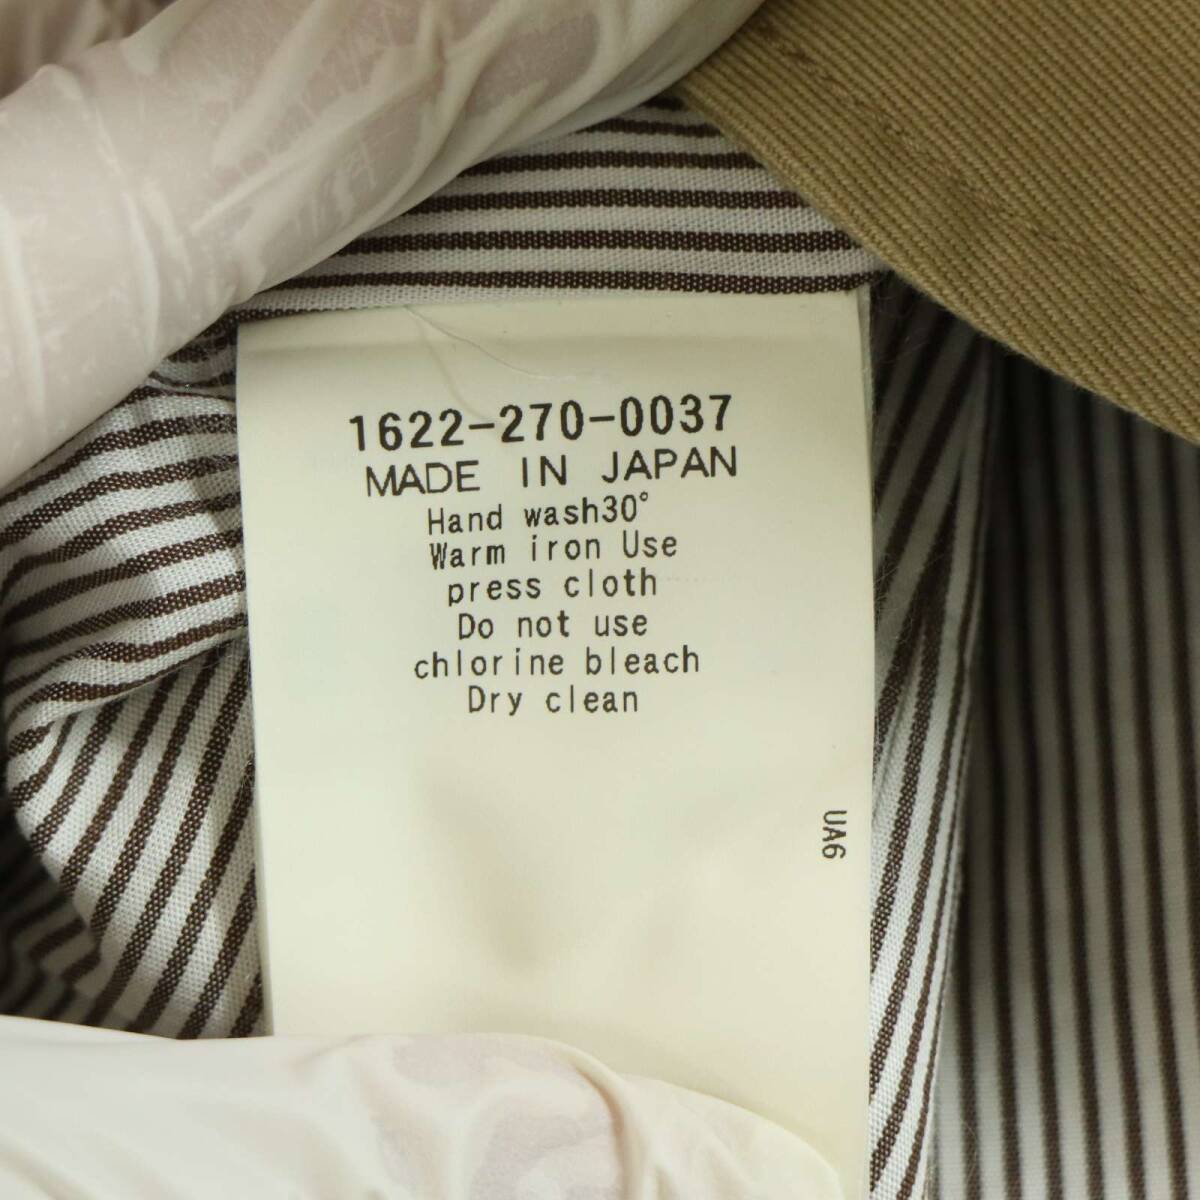 1622-270-0037
MADE IN JAPAN
Hand wash30°
Warm iron Use
press cloth
Do not use
chlorine bleach
Dry clean
UA6